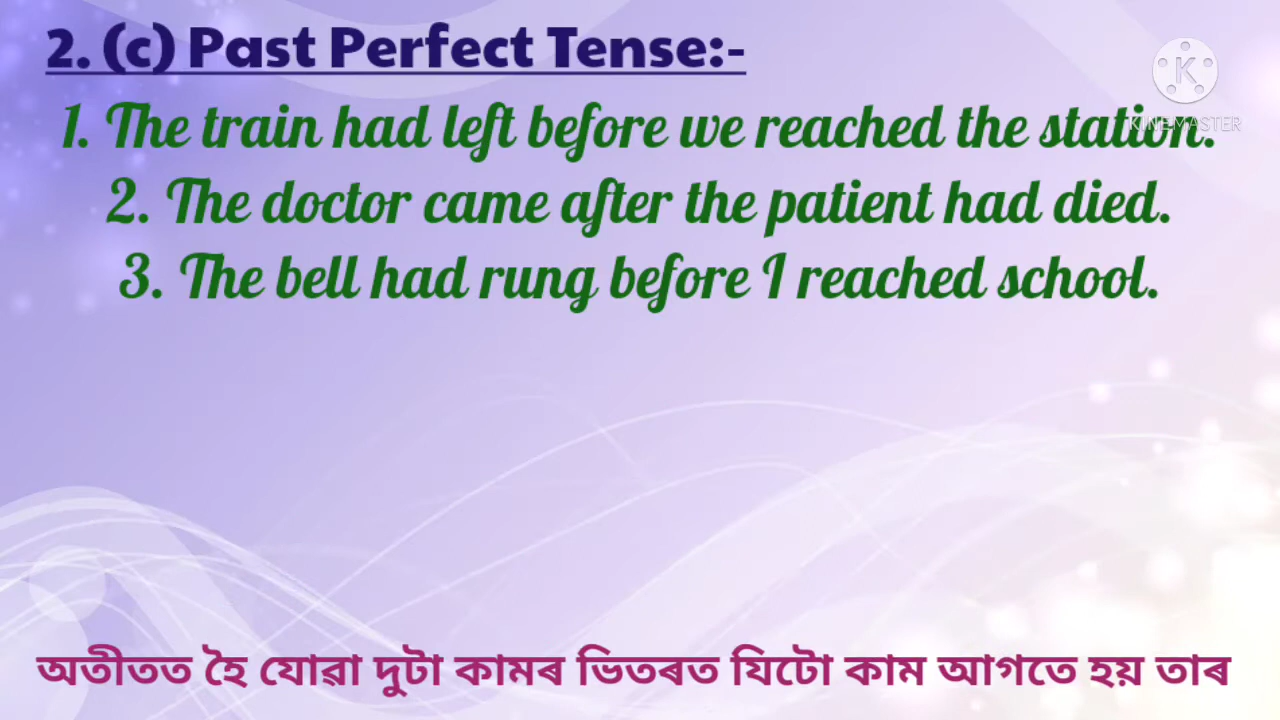 2. (c) Past Perfect Tense:-
K
KINEMASTER
1. The train had left before we reached the station.
2. The doctor came after the patient had died.
3. The bell had rung before I reached school.
অতীতত হৈ যোৱা দুটা কামৰ ভিতৰত যিটো কাম আগতে হয় তাৰ